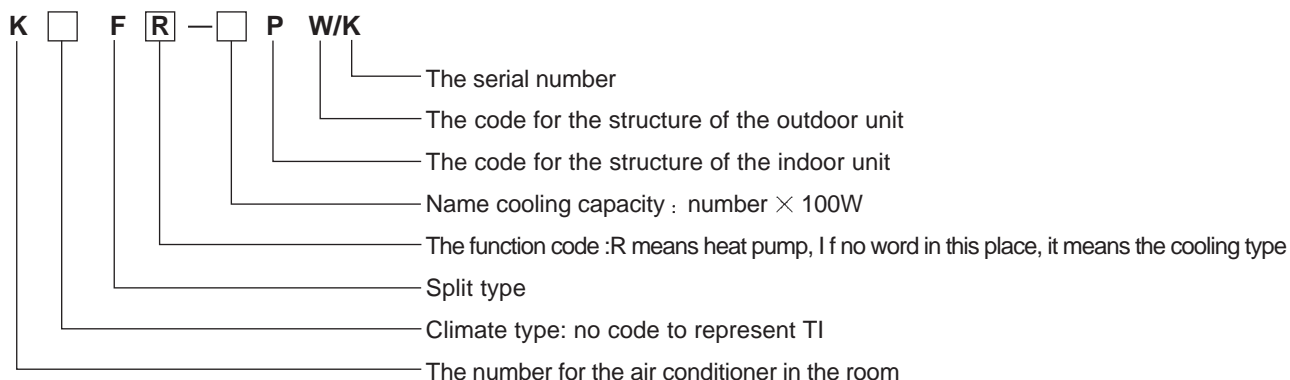 K □ F R — □ P W/K
The serial number
The code for the structure of the outdoor unit
The code for the structure of the indoor unit
Name cooling capacity : number × 100W
The function code :R means heat pump, I f no word in this place, it means the cooling type
Split type
Climate type: no code to represent TI
The number for the air conditioner in the room